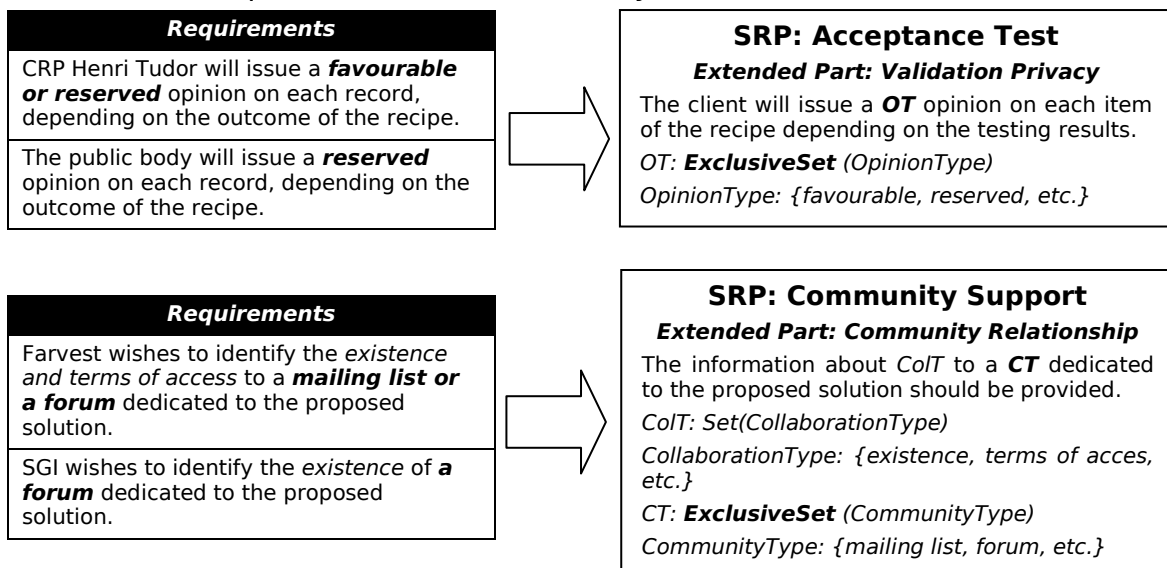 Requirements
CRP Henri Tudor will issue a favourable
or reserved opinion on each record,
depending on the outcome of the recipe.
The public body will issue a reserved
opinion on each record, depending on the
outcome of the recipe.
SRP: Acceptance Test
Extended Part: Validation Privacy
The client will issue a OT opinion on each item
of the recipe depending on the testing results.
OT: ExclusiveSet (OpinionType)
OpinionType: {favourable, reserved, etc.}
Requirements
Farvest wishes to identify the existence
and terms of access to a mailing list or
a forum dedicated to the proposed
solution.
SGI wishes to identify the existence of a
forum dedicated to the proposed
solution.
SRP: Community Support
Extended Part: Community Relationship
The information about ColT to a CT dedicated
to the proposed solution should be provided.
ColT: Set(CollaborationType)
CollaborationType: {existence, terms of acces,
etc.}
CT: ExclusiveSet (CommunityType)
CommunityType: {mailing list, forum, etc.}